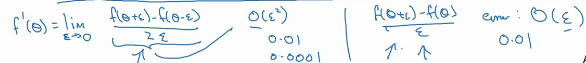 f'(θ) = lim ε→0 f(θ+ε)-f(θ-ε) / 2ε O(ε²) | f(θ+ε)-f(θ) / ε error: O(ε)
0.01 0.01
0.0001